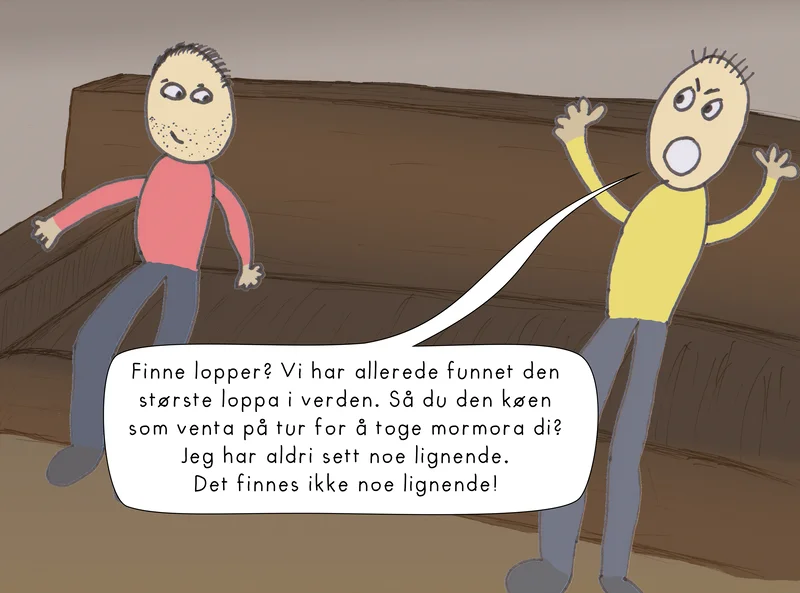 Finne lopper? Vi har allerede funnet den
største loppa i verden. Så du den køen
som venta på tur for å toge mormora di?
Jeg har aldri sett noe lignende.
Det finnes ikke noe lignende!